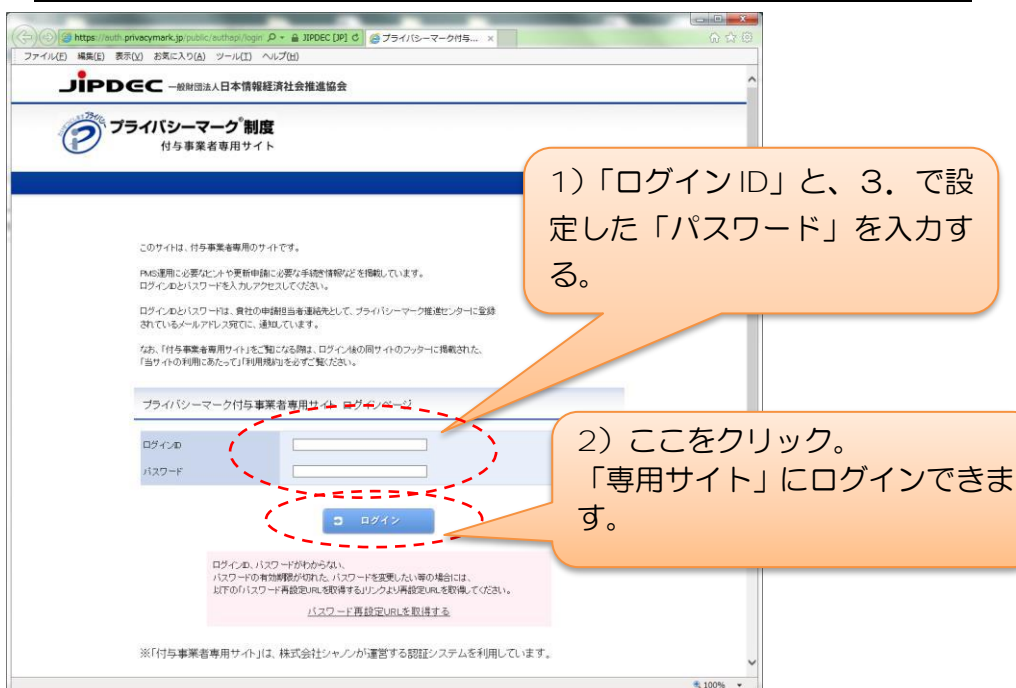 https://auth.privacymark.jp/public/authapi/login
JIPDEC [JP]
プライバシーマーク付与...
ファイル(F) 編集(E) 表示(V) お気に入り(A) ツール(T) ヘルプ(H)
JIPDEC 一般財団法人日本情報経済社会推進協会
プライバシーマーク®制度
付与事業者専用サイト
1)「ログインID」と、3．で設
定した「パスワード」を入力す
る。
このサイトは、付与事業者専用のサイトです。
PMS運用に必要なヒントや更新申請に必要な手続き情報などを掲載しています。
ログインIDとパスワードを入力しアクセスしてください。
ログインIDとパスワードは、貴社の申請担当者連絡先として、プライバシーマーク推進センターに登録
されているメールアドレス宛てに、通知しています。
なお、「付与事業者専用サイト」をご覧になる際は、ログイン後の同サイトのフッターに掲載された、
「当サイトの利用にあたって」「利用規約」を必ずご覧ください。
プライバシーマーク付与事業者専用サイト ログインページ
ログインID
パスワード
2）ここをクリック。
「専用サイト」にログインできま
す。
ログイン
ログインID、パスワードがわからない、
パスワードの有効期限が切れた、パスワードを変更したい等の場合には、
以下の「パスワード再設定URLを取得する」リンクより再設定URLを取得してください。
パスワード再設定URLを取得する
※「付与事業者専用サイト」は、株式会社シャノンが運営する認証システムを利用しています。
100%